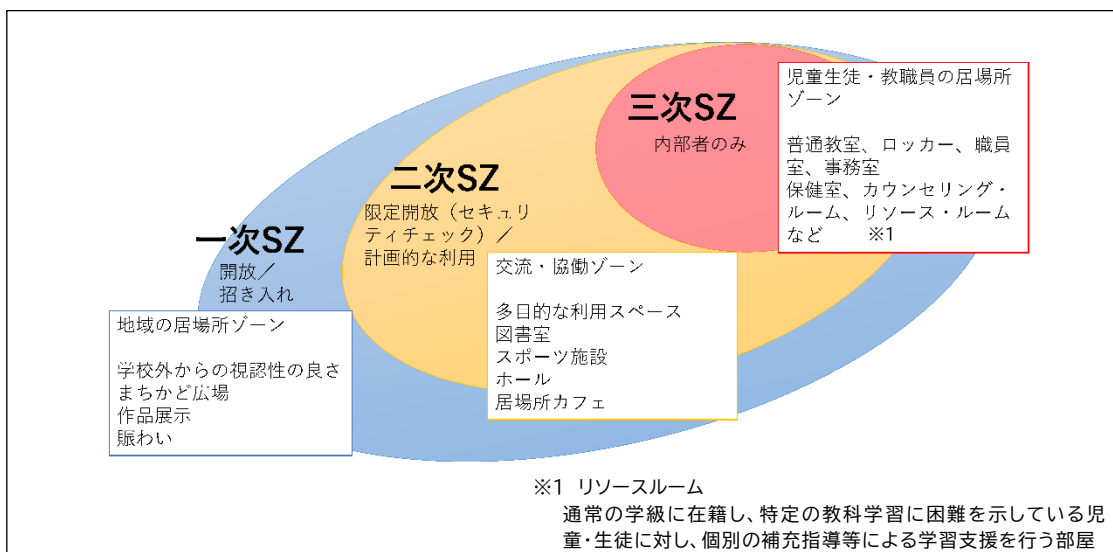 一次SZ
開放／
招き入れ
地域の居場所ゾーン
学校外からの視認性の良さ
まちかど広場
作品展示
賑わい
二次SZ
限定開放（セキュリ
ティチェック）／
計画的な利用
交流・協働ゾーン
多目的な利用スペース
図書室
スポーツ施設
ホール
居場所カフェ
三次SZ
内部者のみ
児童生徒・教職員の居場所
ゾーン
普通教室、ロッカー、職員
室、事務室
保健室、カウンセリング・
ルーム、リソース・ルーム
など　　※1
※1　リソースルーム
通常の学級に在籍し、特定の教科学習に困難を示している児
童・生徒に対し、個別の補充指導等による学習支援を行う部屋